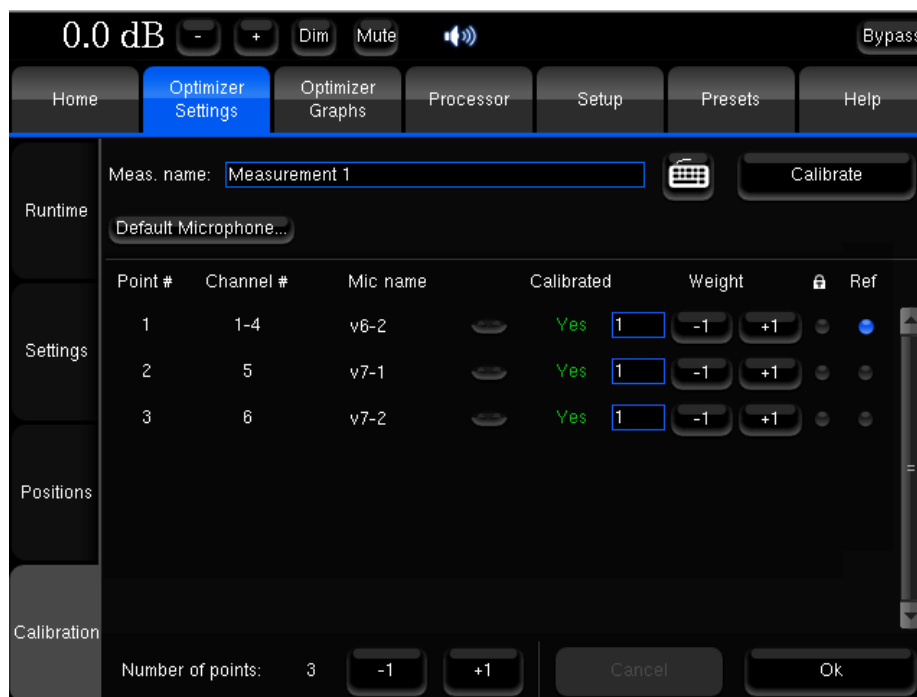 0.0 dB - + Dim Mute Bypass
Home Optimizer Settings Optimizer Graphs Processor Setup Presets Help
Meas. name: Measurement 1 Calibrate
Runtime
Default Microphone...
Point # Channel # Mic name Calibrated Weight Ref
1 1-4 v6-2 Yes 1 -1 +1
Settings
2 5 v7-1 Yes 1 -1 +1
3 6 v7-2 Yes 1 -1 +1
Positions
Calibration
Number of points: 3 -1 +1 Cancel Ok